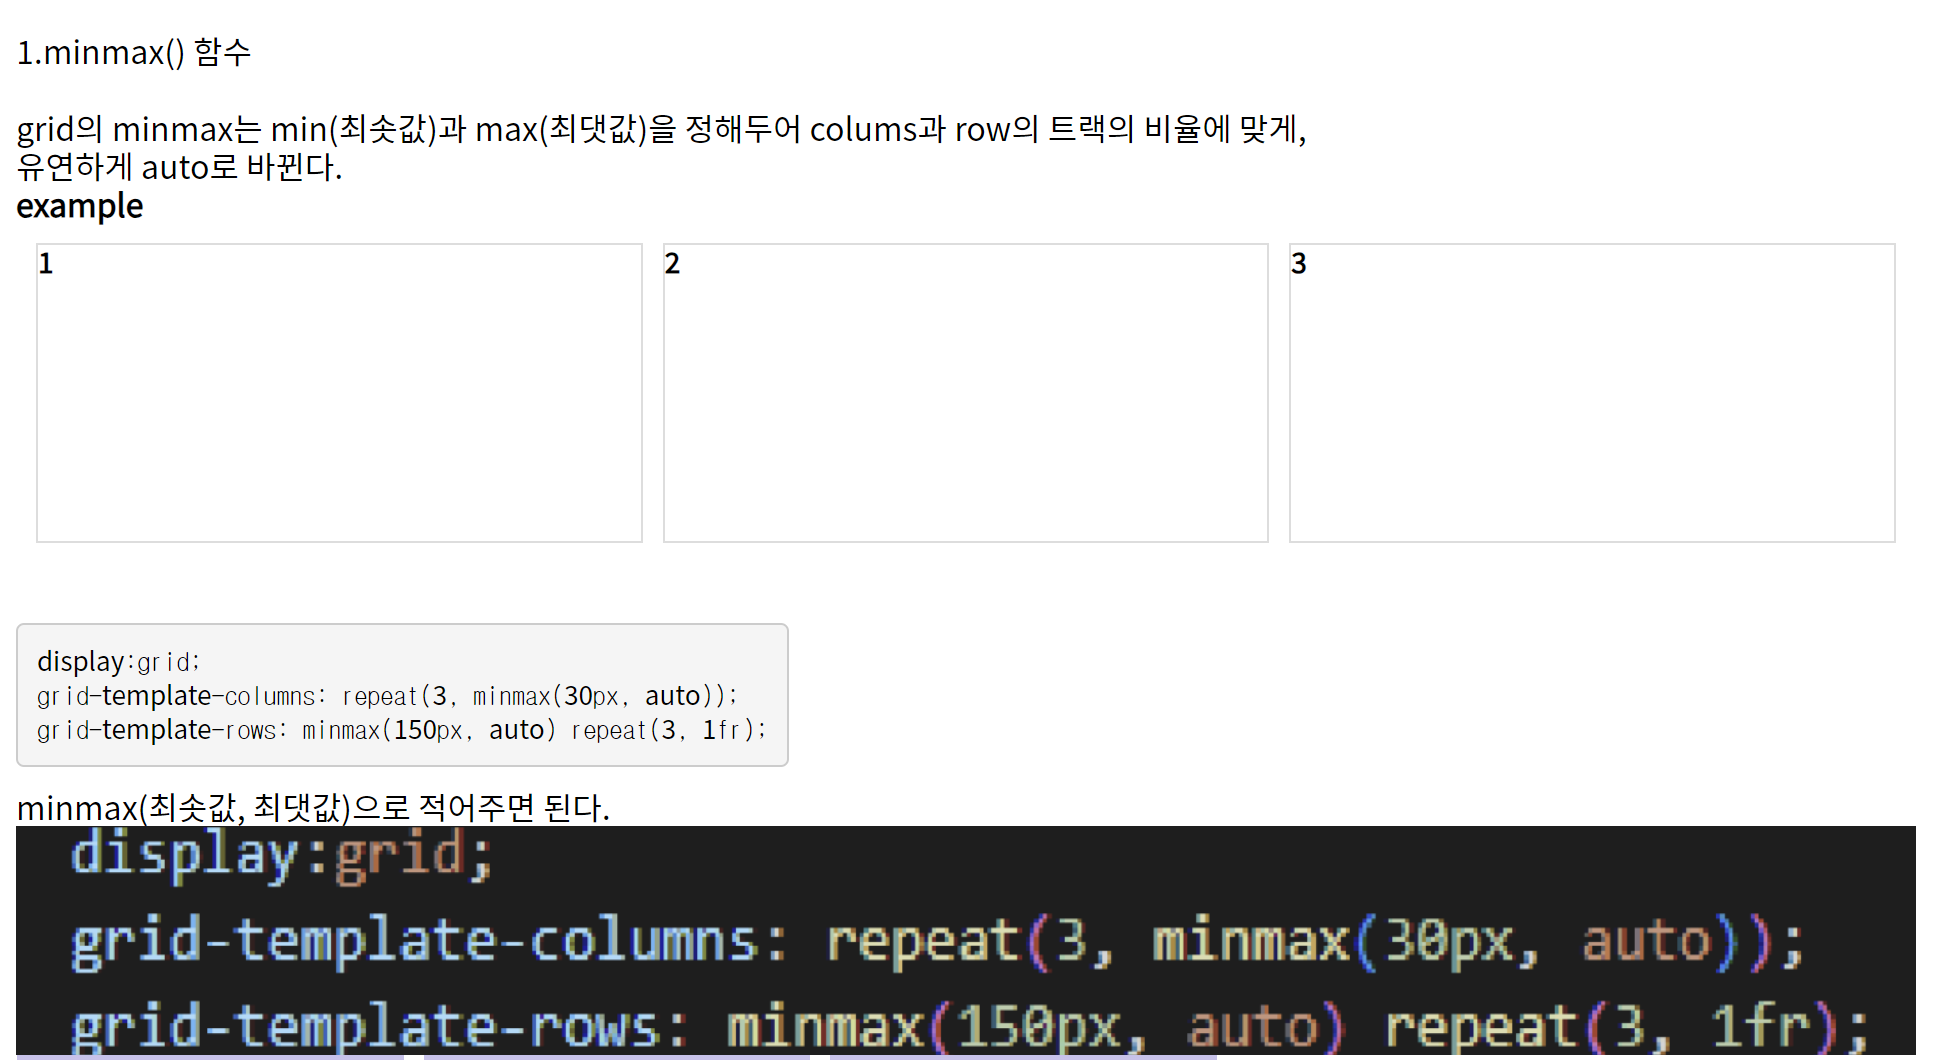 1.minmax() 함수
grid의 minmax는 min(최솟값)과 max(최댓값)을 정해두어 colums과 row의 트랙의 비율에 맞게,
유연하게 auto로 바뀐다.
example
1 2 3
display:grid;
grid-template-columns: repeat(3, minmax(30px, auto));
grid-template-rows: minmax(150px, auto) repeat(3, 1fr);
minmax(최솟값, 최댓값)으로 적어주면 된다.
display:grid;
grid-template-columns: repeat(3, minmax(30px, auto));
grid-template-rows: minmax(150px, auto) repeat(3, 1fr);